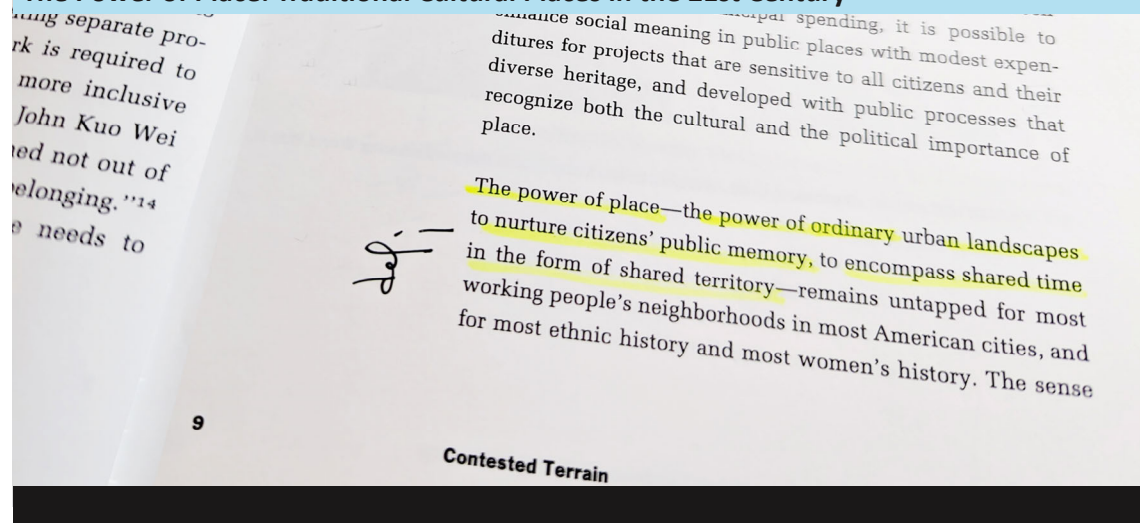 The Power of Place: Traditional Cultural Places in the 21st Century
separate pro-
is required to
more inclusive
John Kuo Wei
not out of
needs to
social meaning in public places with modest expen-
spending, it is possible to
ditures for projects that are sensitive to all citizens and their
diverse heritage, and developed with public processes that
recognize both the cultural and the political importance of
place.
The power of place—the power of ordinary urban landscapes
to nurture citizens’ public memory, to encompass shared time
in the form of shared territory—remains untapped for most
working people’s neighborhoods in most American cities, and
for most ethnic history and most women’s history. The sense
9
Contested Terrain